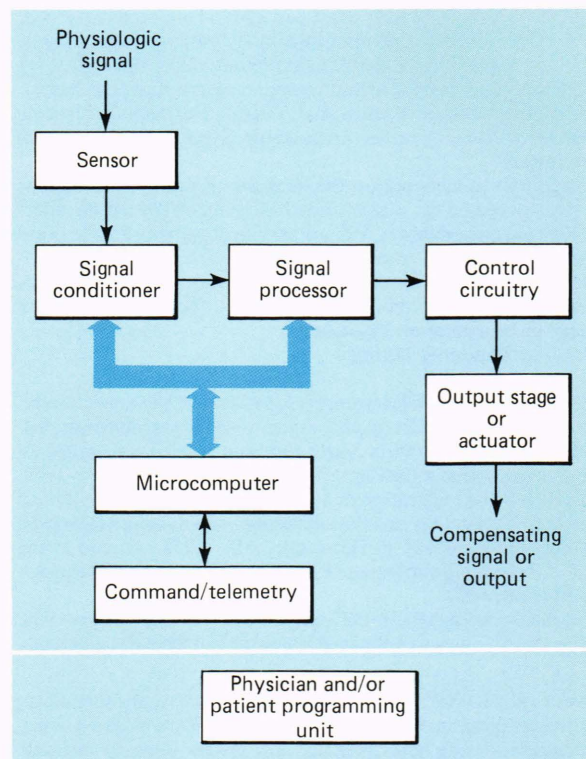 Physiologic
signal
Sensor
Signal
conditioner
Signal
processor
Control
circuitry
Output stage
or
actuator
Microcomputer
Compensating
signal or
output
Command/telemetry
Physician and/or
patient programming
unit